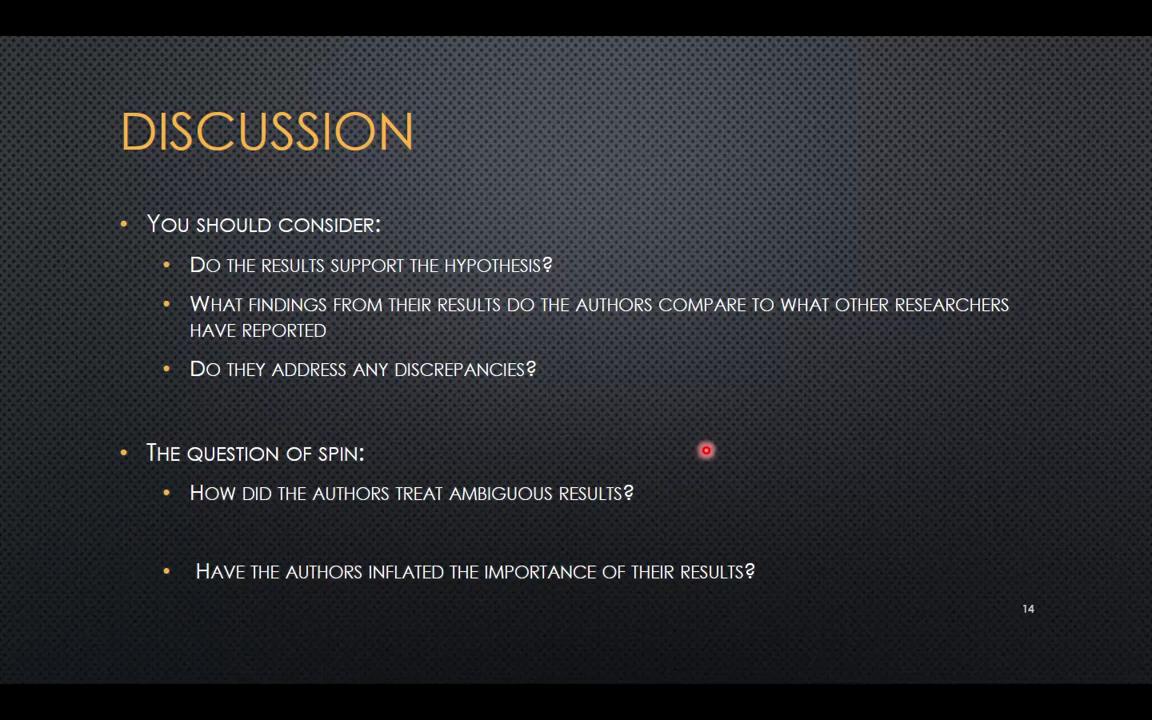 DISCUSSION
• YOU SHOULD CONSIDER:
• DO THE RESULTS SUPPORT THE HYPOTHESIS?
• WHAT FINDINGS FROM THEIR RESULTS DO THE AUTHORS COMPARE TO WHAT OTHER RESEARCHERS
HAVE REPORTED
• DO THEY ADDRESS ANY DISCREPANCIES?
• THE QUESTION OF SPIN:
• HOW DID THE AUTHORS TREAT AMBIGUOUS RESULTS?
• HAVE THE AUTHORS INFLATED THE IMPORTANCE OF THEIR RESULTS?
14